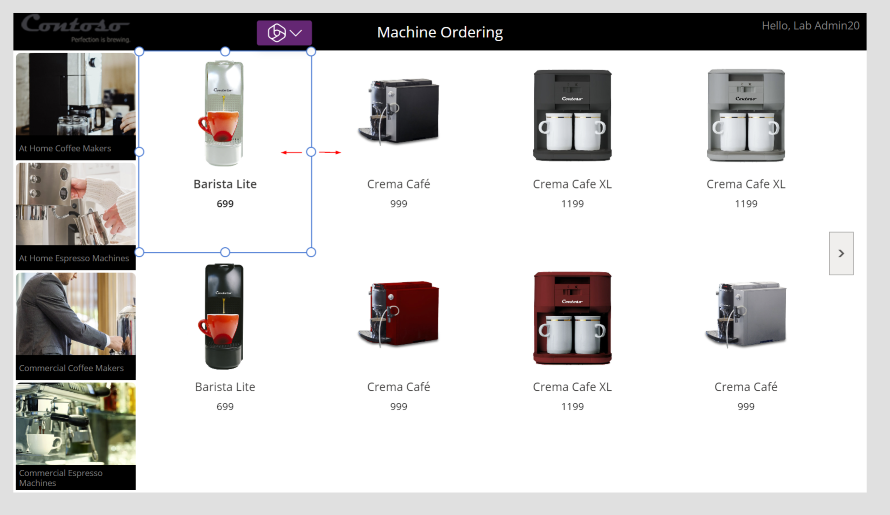 Contoso
Perfection is Brewing.
Machine Ordering
Hello, Lab Admin20
At Home Coffee Makers
At Home Espresso Machines
Commercial Coffee Makers
Commercial Espresso
Machines
Contoso
Contoso
Contoso
Barista Lite
Crema Café
Crema Cafe XL
Crema Cafe XL
699
999
1199
1199
Contoso
Contoso
Barista Lite
Crema Café
Crema Cafe XL
Crema Café
699
999
1199
999